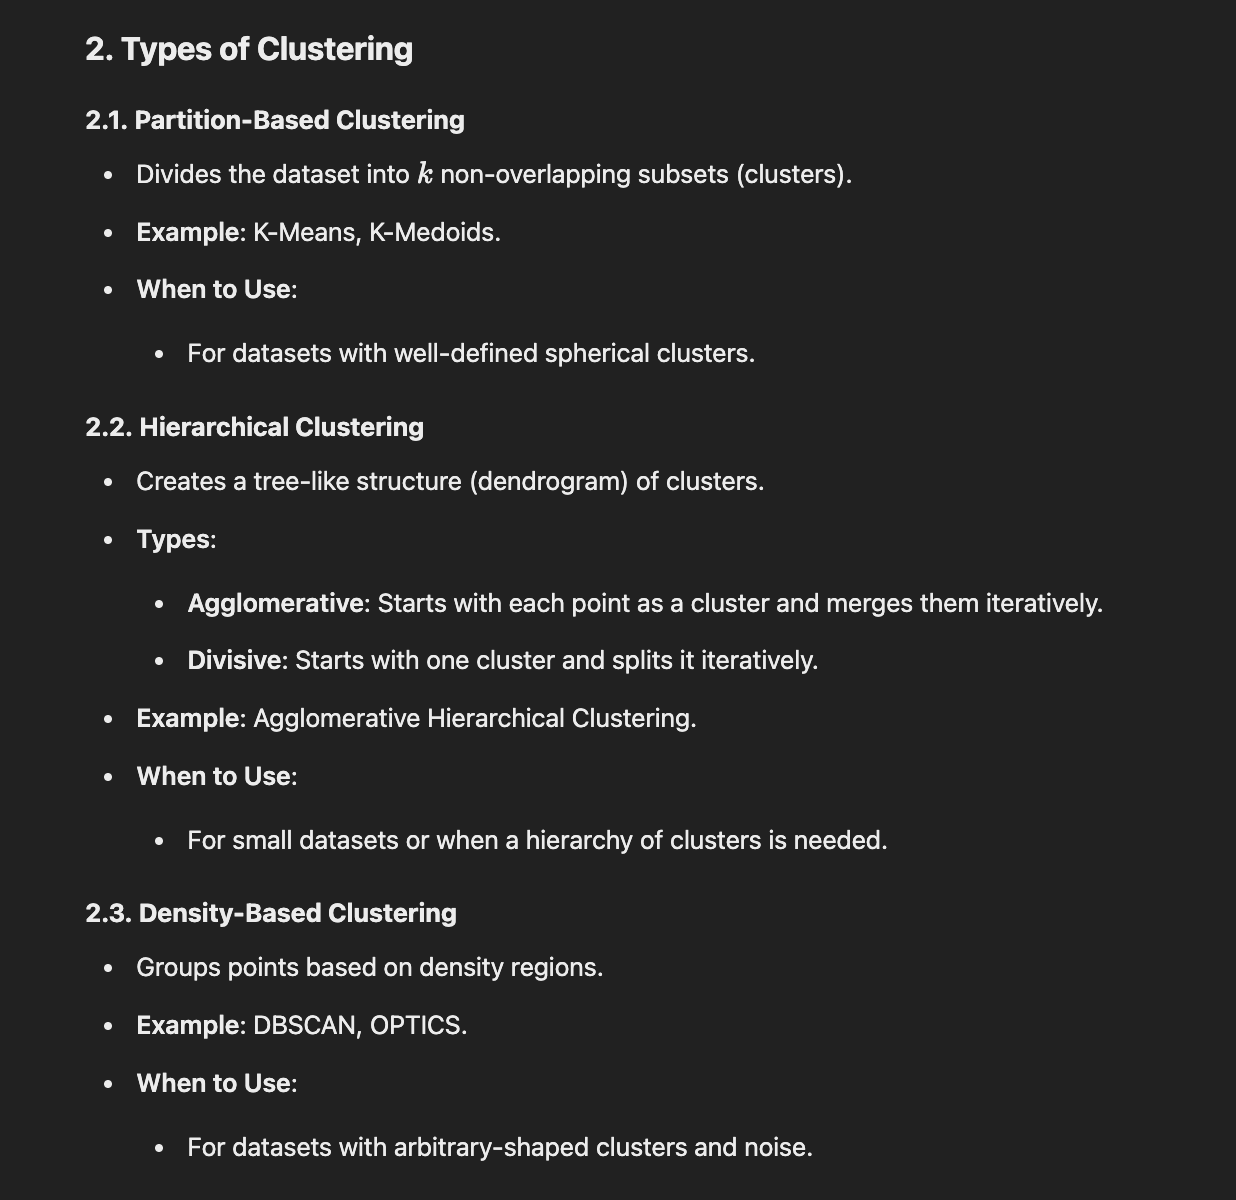 2. Types of Clustering
2.1. Partition-Based Clustering
• Divides the dataset into k non-overlapping subsets (clusters).
• Example: K-Means, K-Medoids.
• When to Use:
• For datasets with well-defined spherical clusters.
2.2. Hierarchical Clustering
• Creates a tree-like structure (dendrogram) of clusters.
• Types:
• Agglomerative: Starts with each point as a cluster and merges them iteratively.
• Divisive: Starts with one cluster and splits it iteratively.
• Example: Agglomerative Hierarchical Clustering.
• When to Use:
• For small datasets or when a hierarchy of clusters is needed.
2.3. Density-Based Clustering
• Groups points based on density regions.
• Example: DBSCAN, OPTICS.
• When to Use:
• For datasets with arbitrary-shaped clusters and noise.